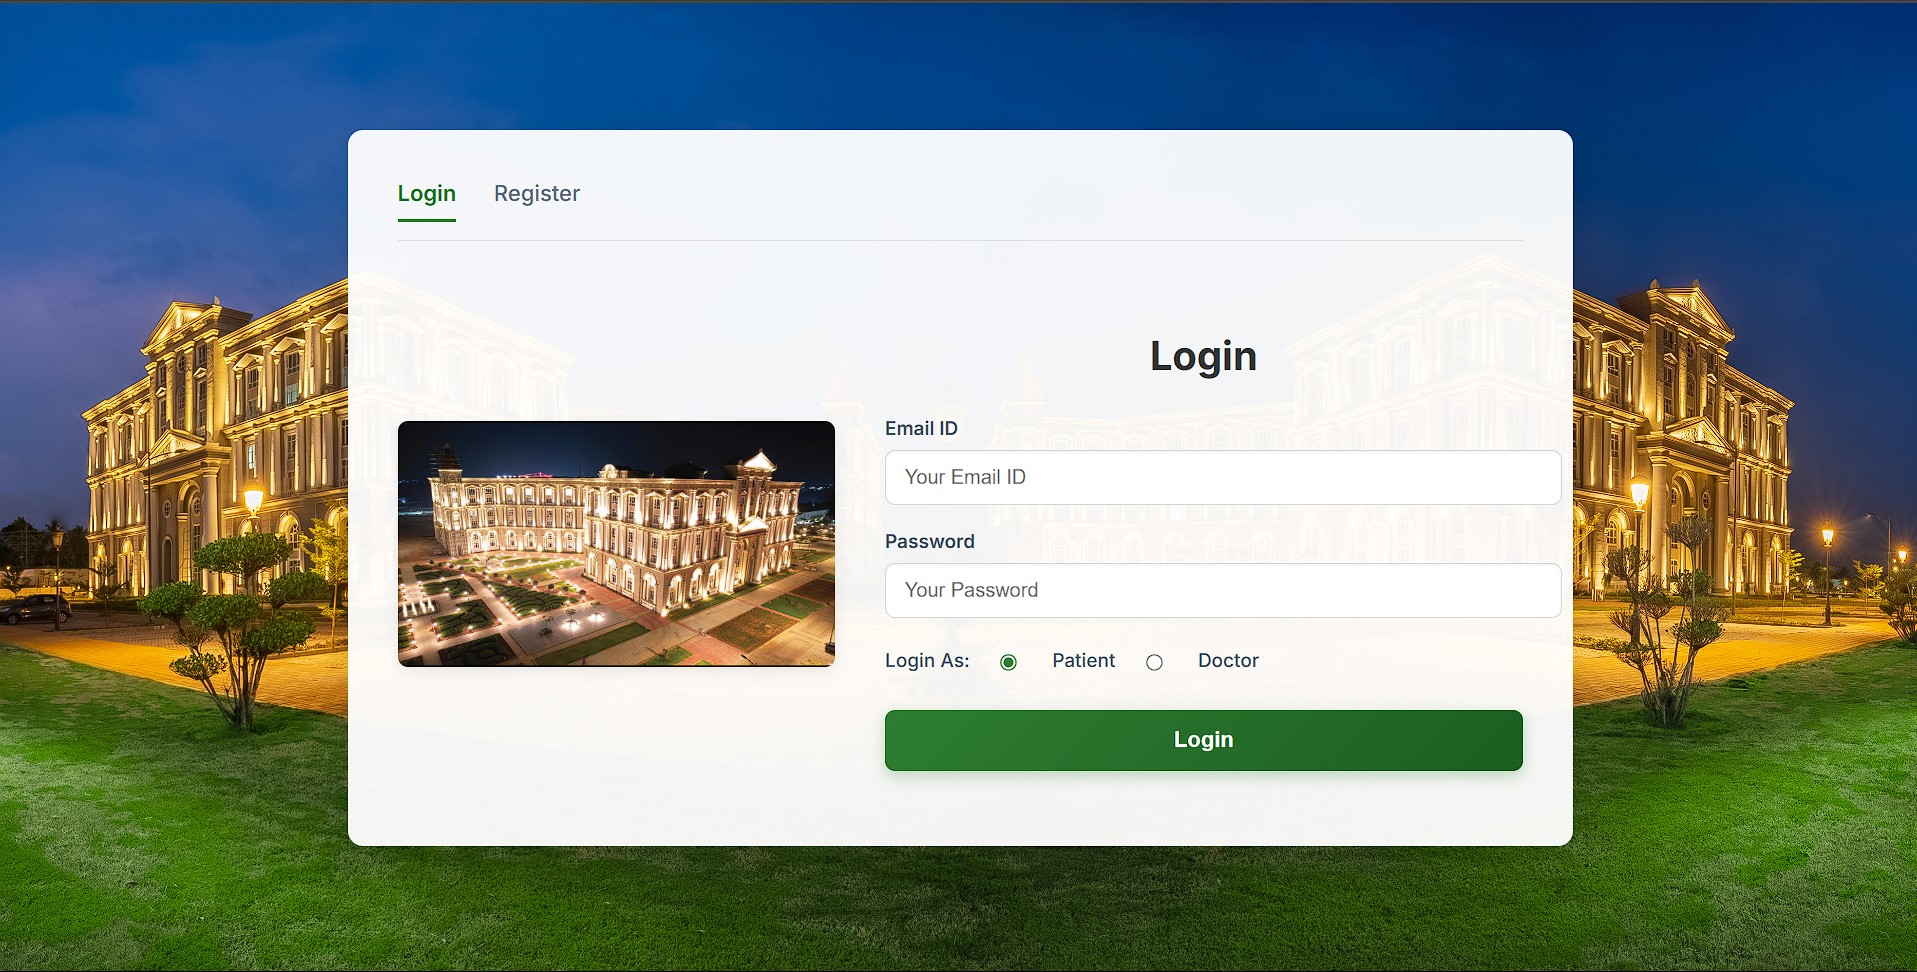 Login Register
Login
Email ID
Your Email ID
Password
Your Password
Login As: Patient Doctor
Login